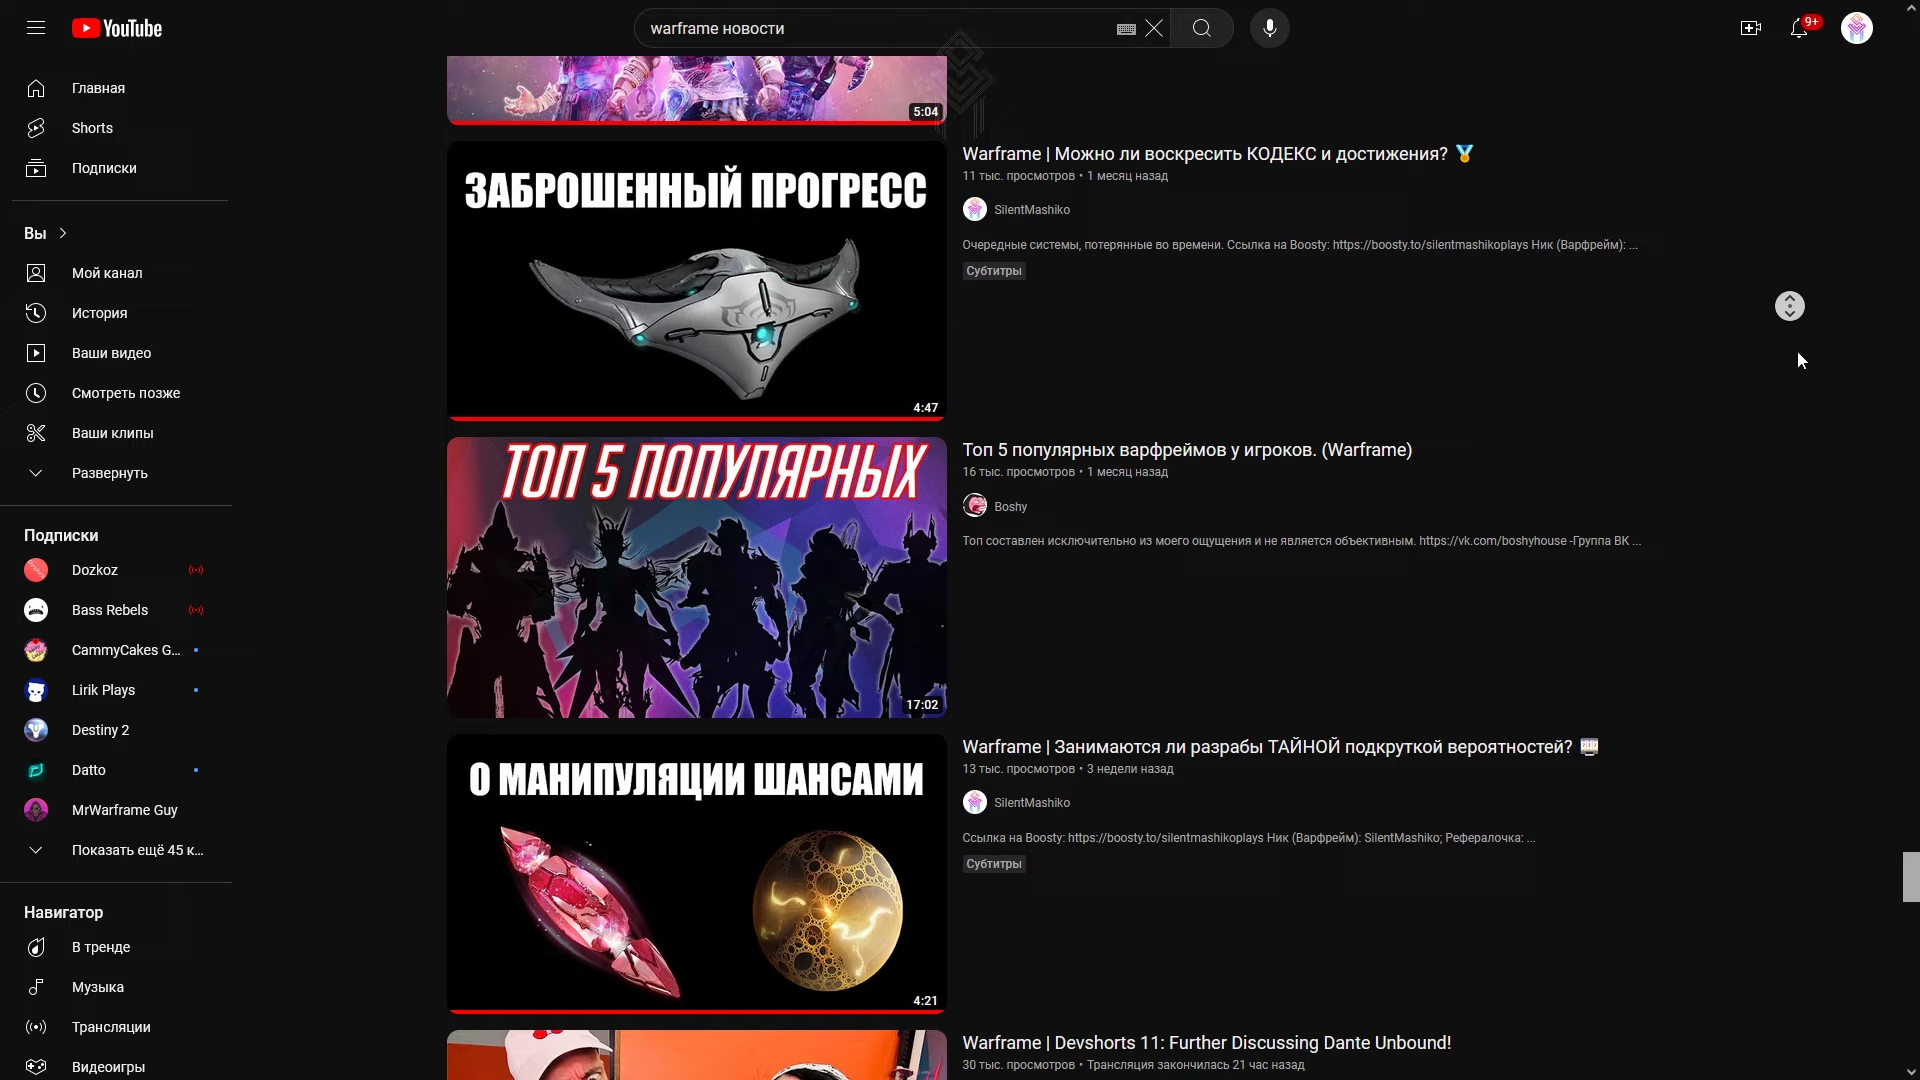 YouTube
warframe новости
9+
Главная
Shorts
Подписки
Вы
Мой канал
История
Ваши видео
Смотреть позже
Ваши клипы
Развернуть
Подписки
Dozkoz
Bass Rebels
CammyCakes G...
Lirik Plays
Destiny 2
Datto
MrWarframe Guy
Показать ещё 45 к...
Навигатор
В тренде
Музыка
Трансляции
Видеоигры
5:04
ЗАБРОШЕННЫЙ ПРОГРЕСС
4:47
Warframe | Можно ли воскресить КОДЕКС и достижения? 🏅
11 тыс. просмотров • 1 месяц назад
SilentMashiko
Очередные системы, потерянные во времени. Ссылка на Boosty: https://boosty.to/silentmashikoplays Ник (Варфрейм): ...
Субтитры
ТОП 5 ПОПУЛЯРНЫХ
17:02
Топ 5 популярных варфреймов у игроков. (Warframe)
16 тыс. просмотров • 1 месяц назад
Boshy
Топ составлен исключительно из моего ощущения и не является объективным. https://vk.com/boshyhouse -Группа ВК ...
О МАНИПУЛЯЦИИ ШАНСАМИ
4:21
Warframe | Занимаются ли разрабы ТАЙНОЙ подкруткой вероятностей? 🎰
13 тыс. просмотров • 3 недели назад
SilentMashiko
Ссылка на Boosty: https://boosty.to/silentmashikoplays Ник (Варфрейм): SilentMashiko; Рефералочка: ...
Субтитры
Warframe | Devshorts 11: Further Discussing Dante Unbound!
30 тыс. просмотров • Трансляция закончилась 21 час назад